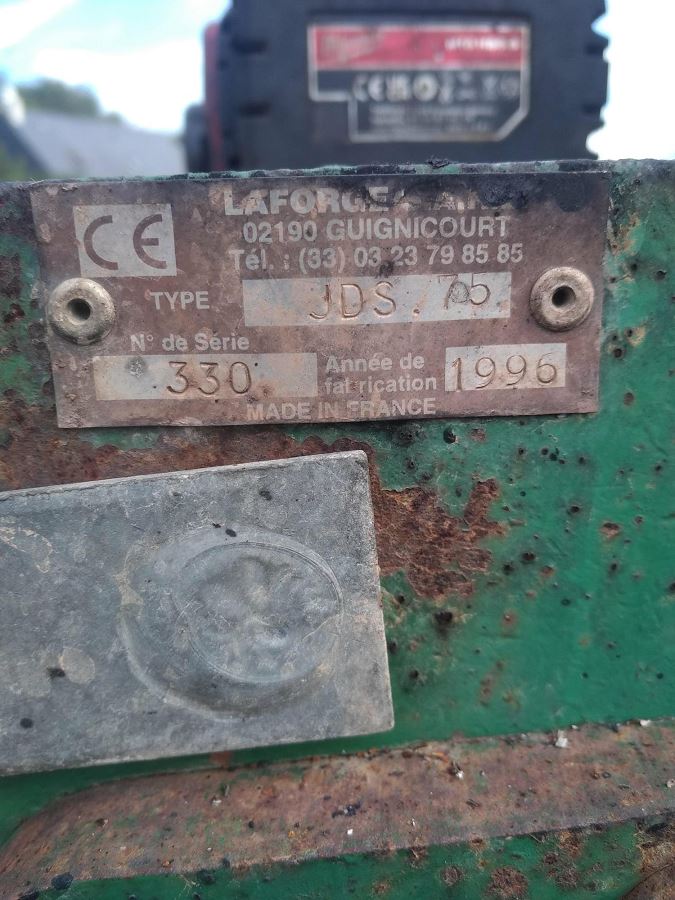 LAFORGE
02190 GUIGNICOURT
Tél. : (33) 03 23 79 85 85
CE
TYPE JDS.75
N° de Série 330
Année de fabrication 1996
MADE IN FRANCE